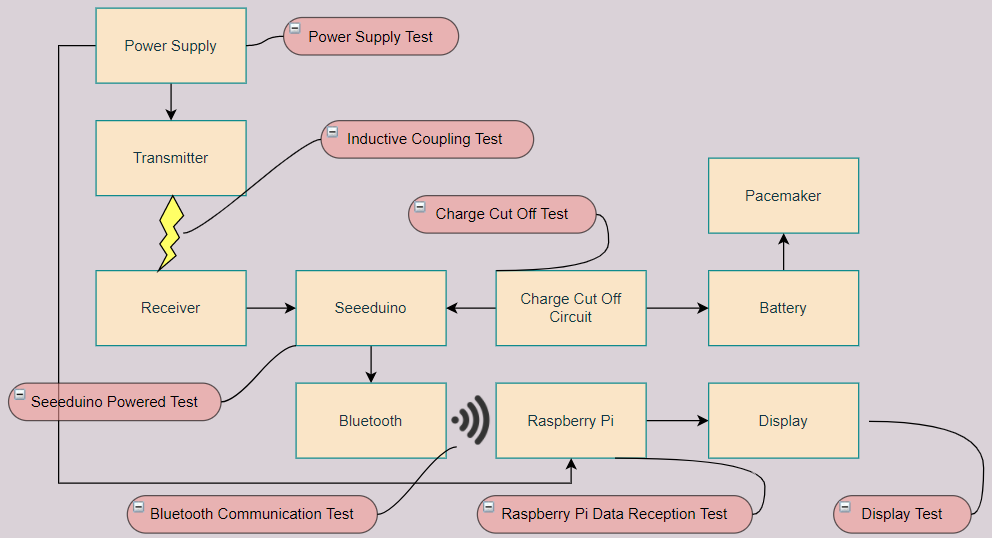 Power Supply
Power Supply Test
Transmitter
Inductive Coupling Test
Pacemaker
Charge Cut Off Test
Receiver
Seeeduino
Charge Cut Off
Circuit
Battery
Seeeduino Powered Test
Bluetooth
Raspberry Pi
Display
Bluetooth Communication Test
Raspberry Pi Data Reception Test
Display Test